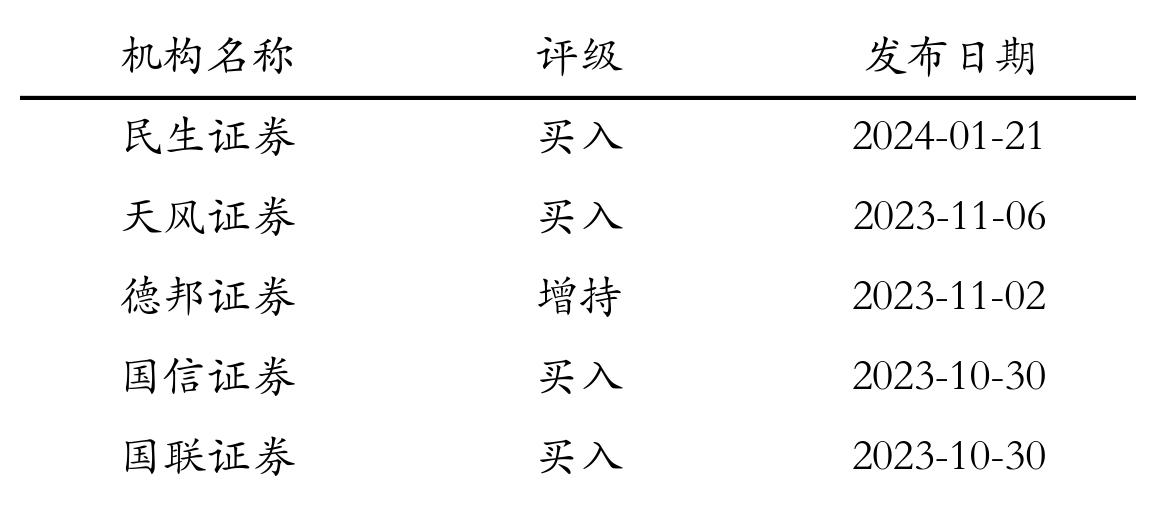 机构名称 评级 发布日期
民生证券 买入 2024-01-21
天风证券 买入 2023-11-06
德邦证券 增持 2023-11-02
国信证券 买入 2023-10-30
国联证券 买入 2023-10-30